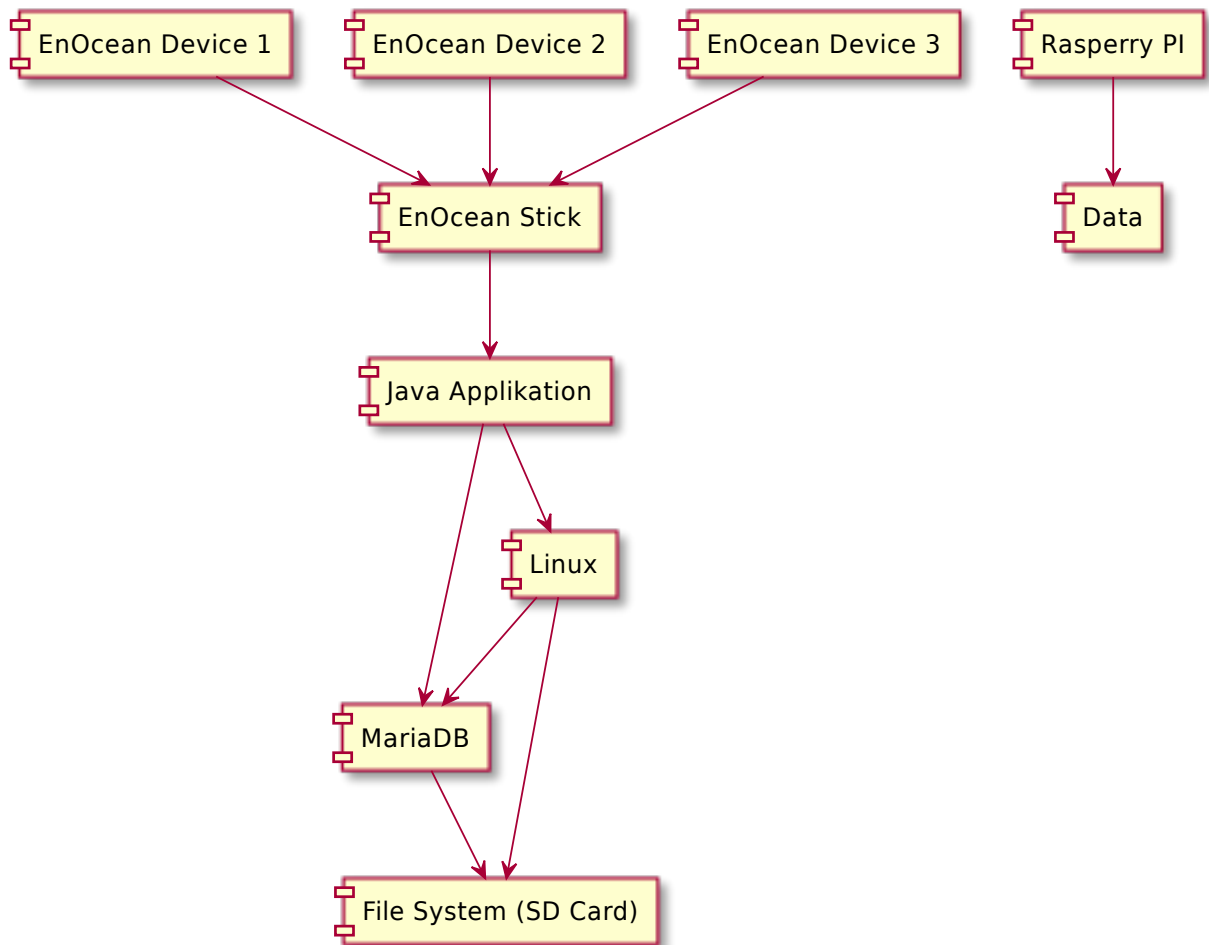 EnOcean Device 1
EnOcean Device 2
EnOcean Device 3
Rasperry PI
EnOcean Stick
Data
Java Applikation
Linux
MariaDB
File System (SD Card)